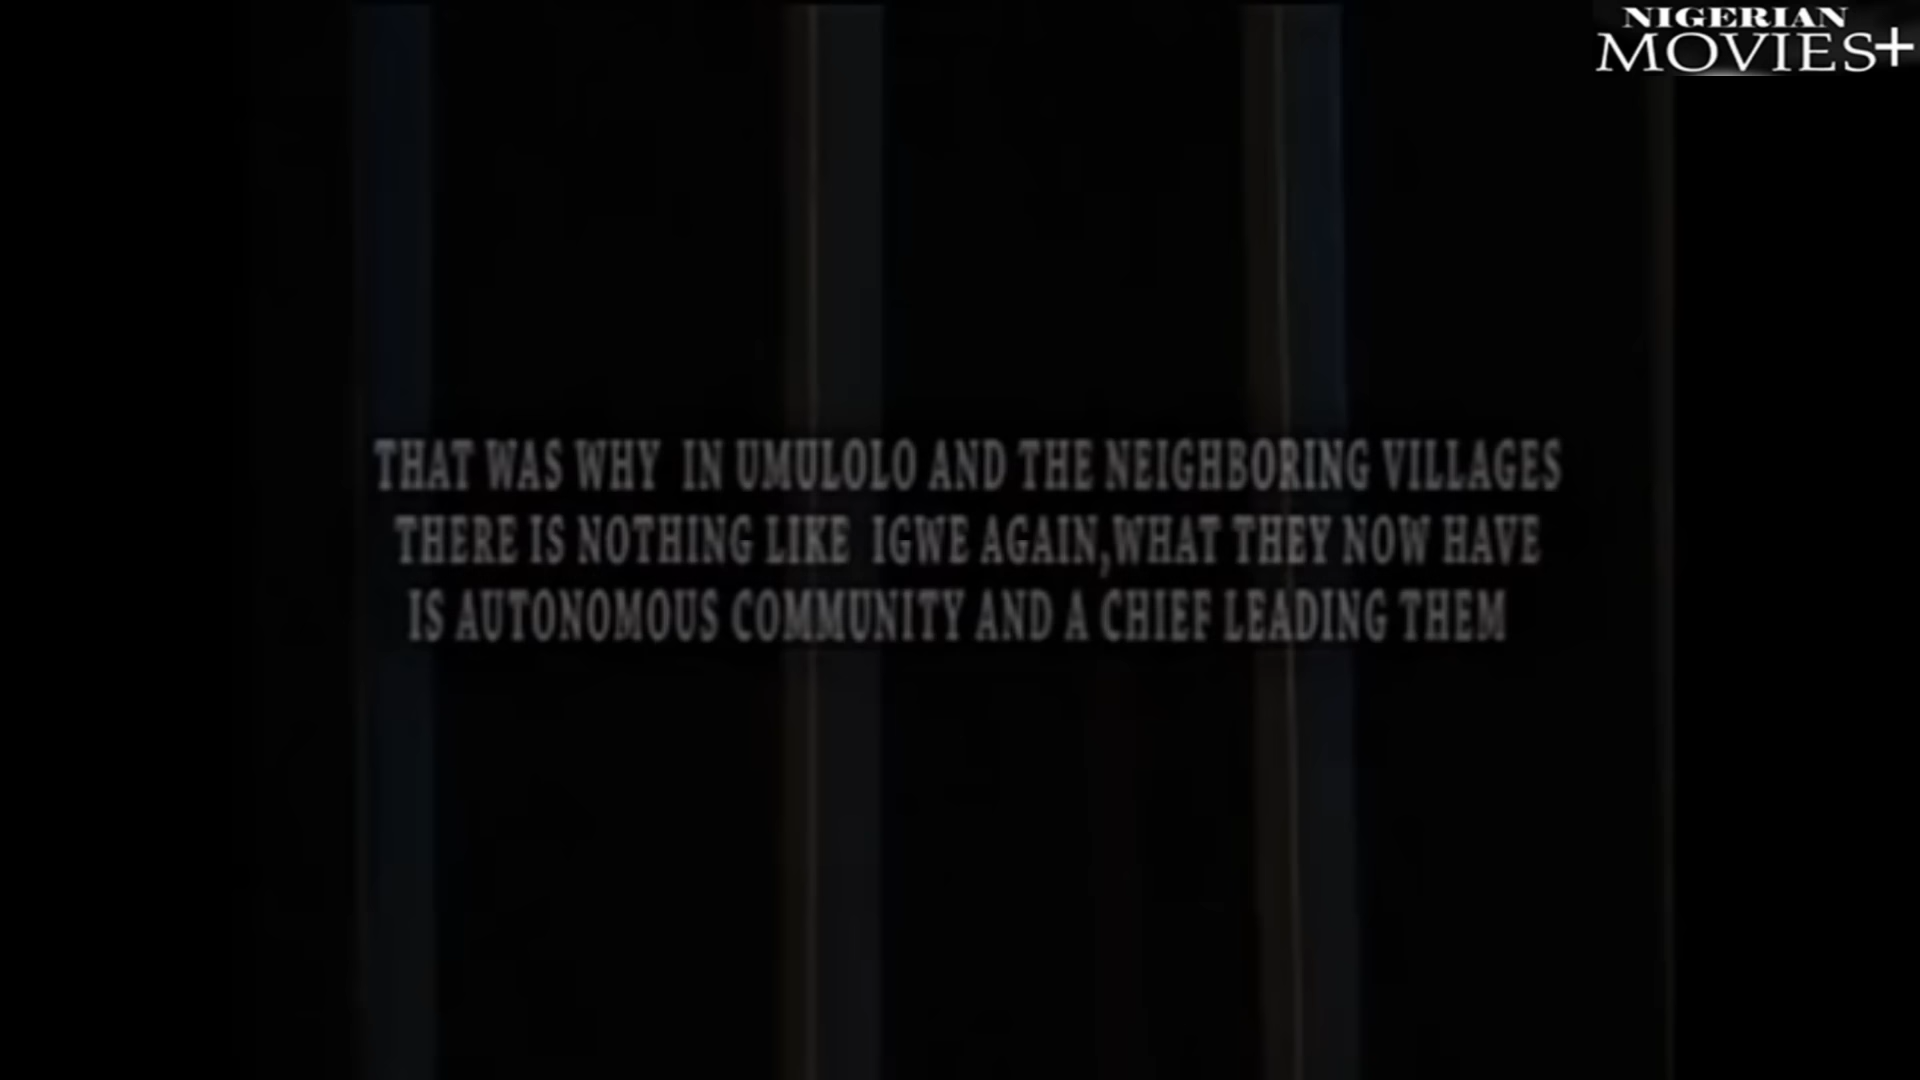 NIGERIAN
MOVIES+
THAT WAS WHY IN UMULOLO AND THE NEIGHBORING VILLAGES
THERE IS NOTHING LIKE IGWE AGAIN,WHAT THEY NOW HAVE
IS AUTONOMOUS COMMUNITY AND A CHIEF LEADING THEM